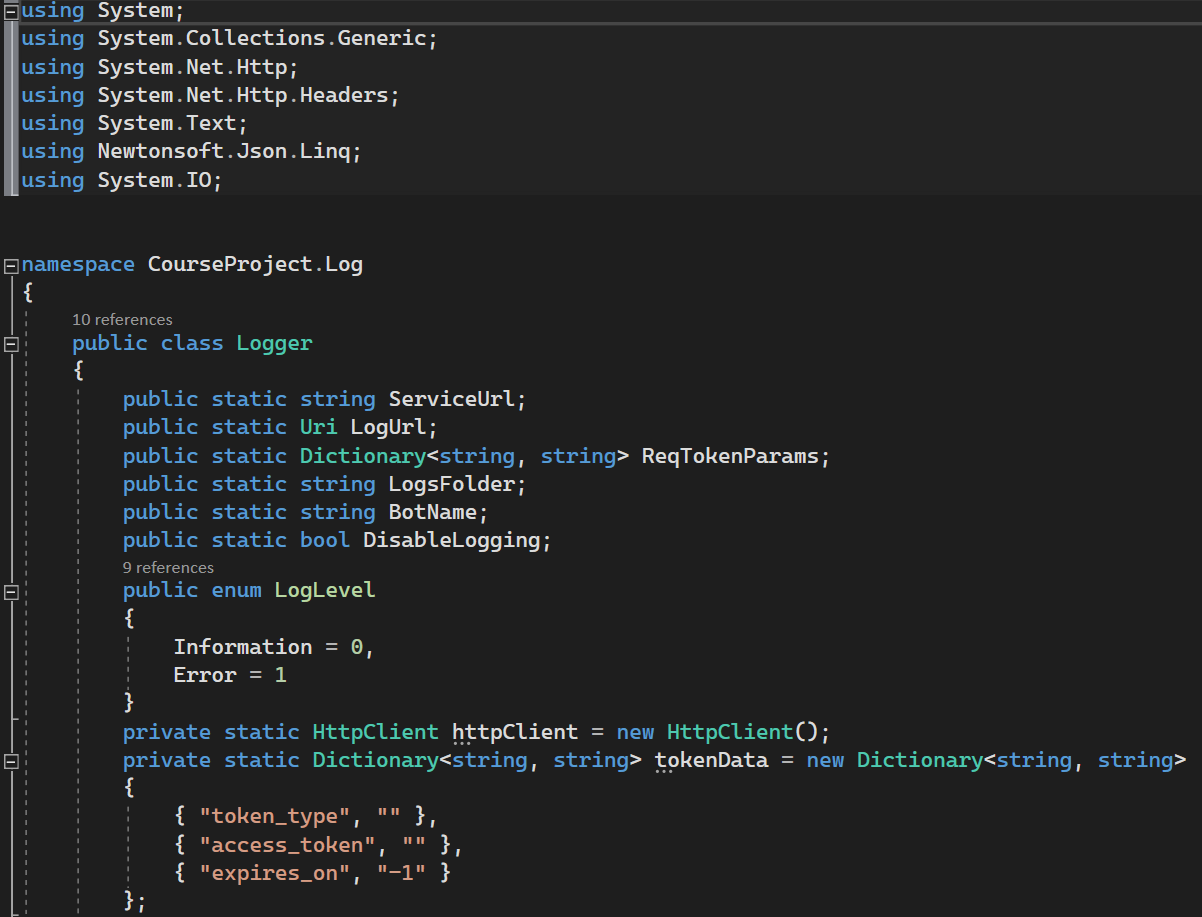 using System;
using System.Collections.Generic;
using System.Net.Http;
using System.Net.Http.Headers;
using System.Text;
using Newtonsoft.Json.Linq;
using System.IO;
namespace CourseProject.Log
{
10 references
public class Logger
{
public static string ServiceUrl;
public static Uri LogUrl;
public static Dictionary<string, string> ReqTokenParams;
public static string LogsFolder;
public static string BotName;
public static bool DisableLogging;
9 references
public enum LogLevel
{
Information = 0,
Error = 1
}
private static HttpClient httpClient = new HttpClient();
private static Dictionary<string, string> tokenData = new Dictionary<string, string>
{
{ "token_type", "" },
{ "access_token", "" },
{ "expires_on", "-1" }
};